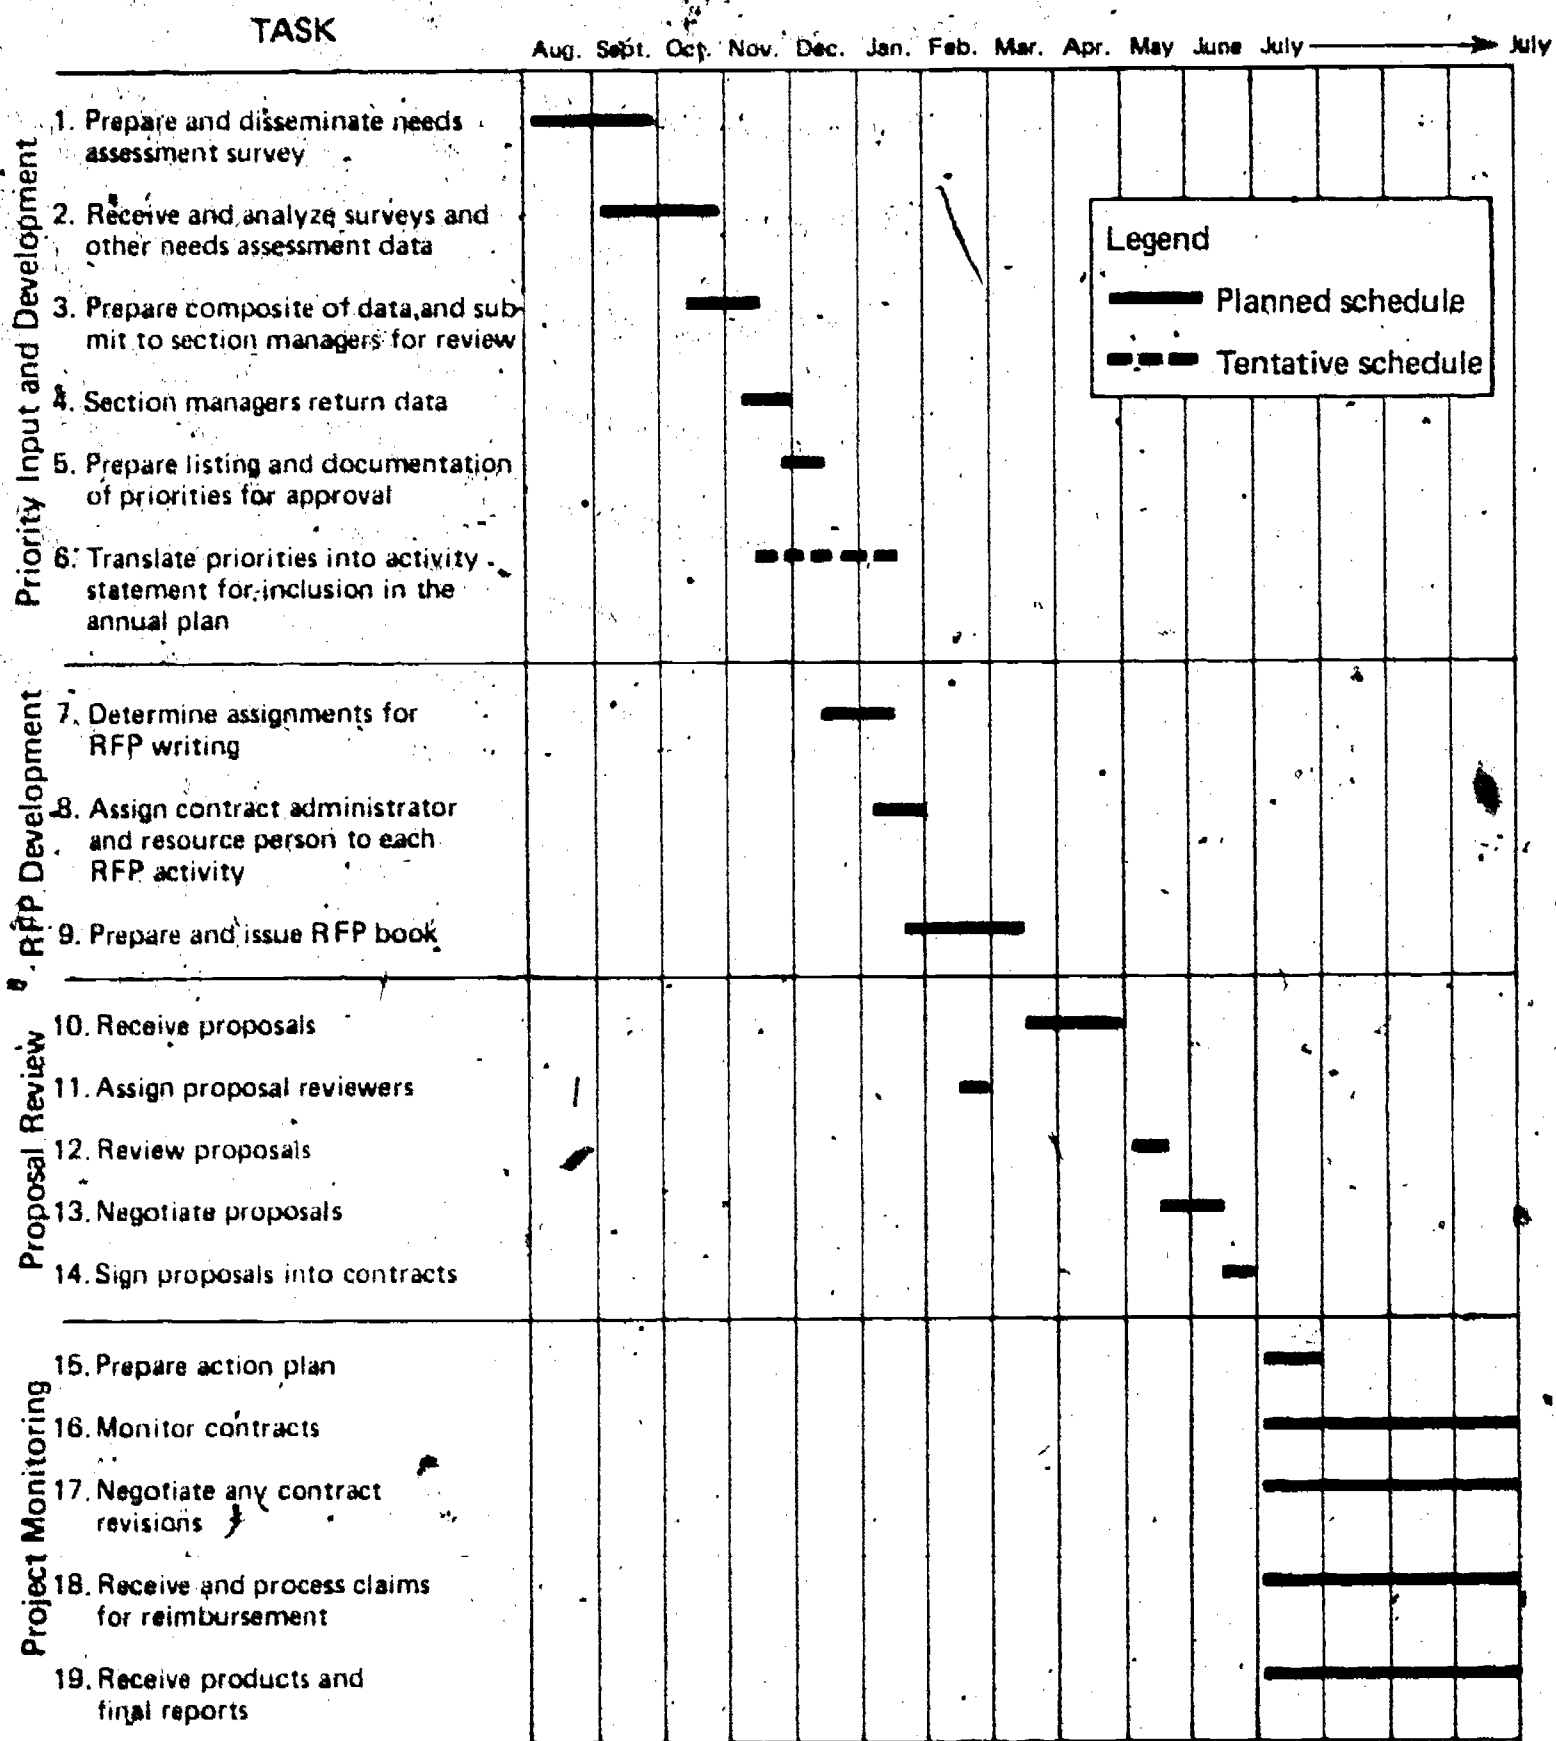 TASK
Aug. Sept. Oct. Nov. Dec. Jan. Feb. Mar. Apr. May June July July
Priority Input and Development
1. Prepare and disseminate needs
assessment survey
2. Receive and analyze surveys and
other needs assessment data
3. Prepare composite of data and sub-
mit to section managers for review
4. Section managers return data
5. Prepare listing and documentation
of priorities for approval
6. Translate priorities into activity
statement for inclusion in the
annual plan
Legend
Planned schedule
Tentative schedule
RFP Development
7. Determine assignments for
RFP writing
8. Assign contract administrator
and resource person to each
RFP activity
9. Prepare and issue RFP book
Proposal Review
10. Receive proposals
11. Assign proposal reviewers
12. Review proposals
13. Negotiate proposals
14. Sign proposals into contracts
Project Monitoring
15. Prepare action plan
16. Monitor contracts
17. Negotiate any contract
revisions
18. Receive and process claims
for reimbursement
19. Receive products and
final reports